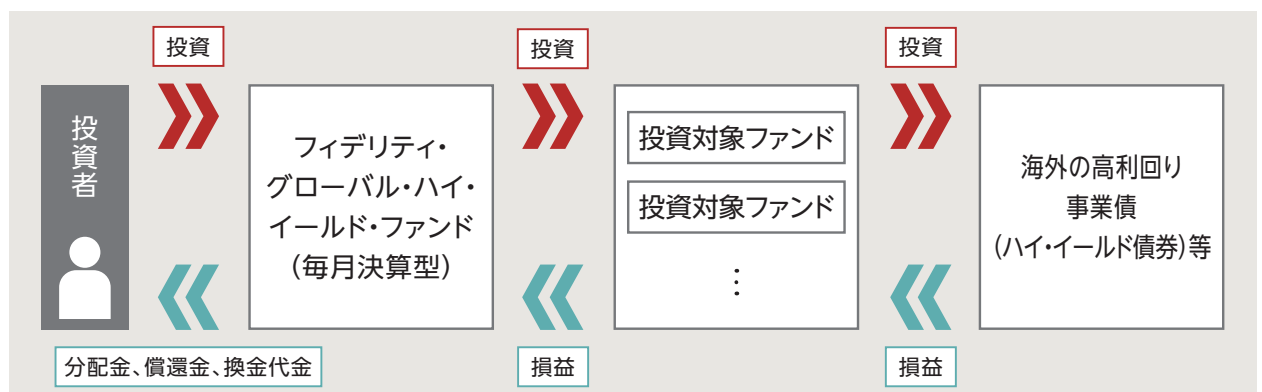 投資
投資
投資
投資者
フィデリティ・
グローバル・ハイ・
イールド・ファンド
(毎月決算型)
投資対象ファンド
投資対象ファンド
⋮
海外の高利回り
事業債
(ハイ・イールド債券)等
分配金、償還金、換金代金
損益
損益